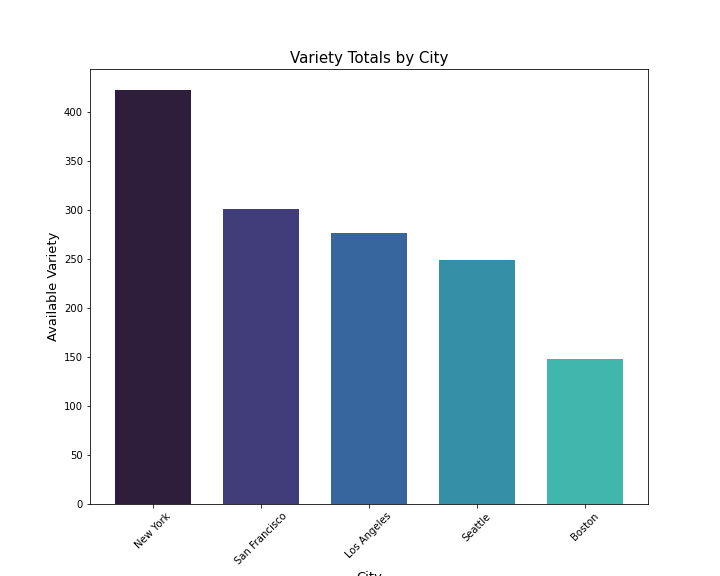 Variety Totals by City
Available Variety
400
350
300
250
200
150
100
50
0
New York
San Francisco
Los Angeles
Seattle
Boston
City